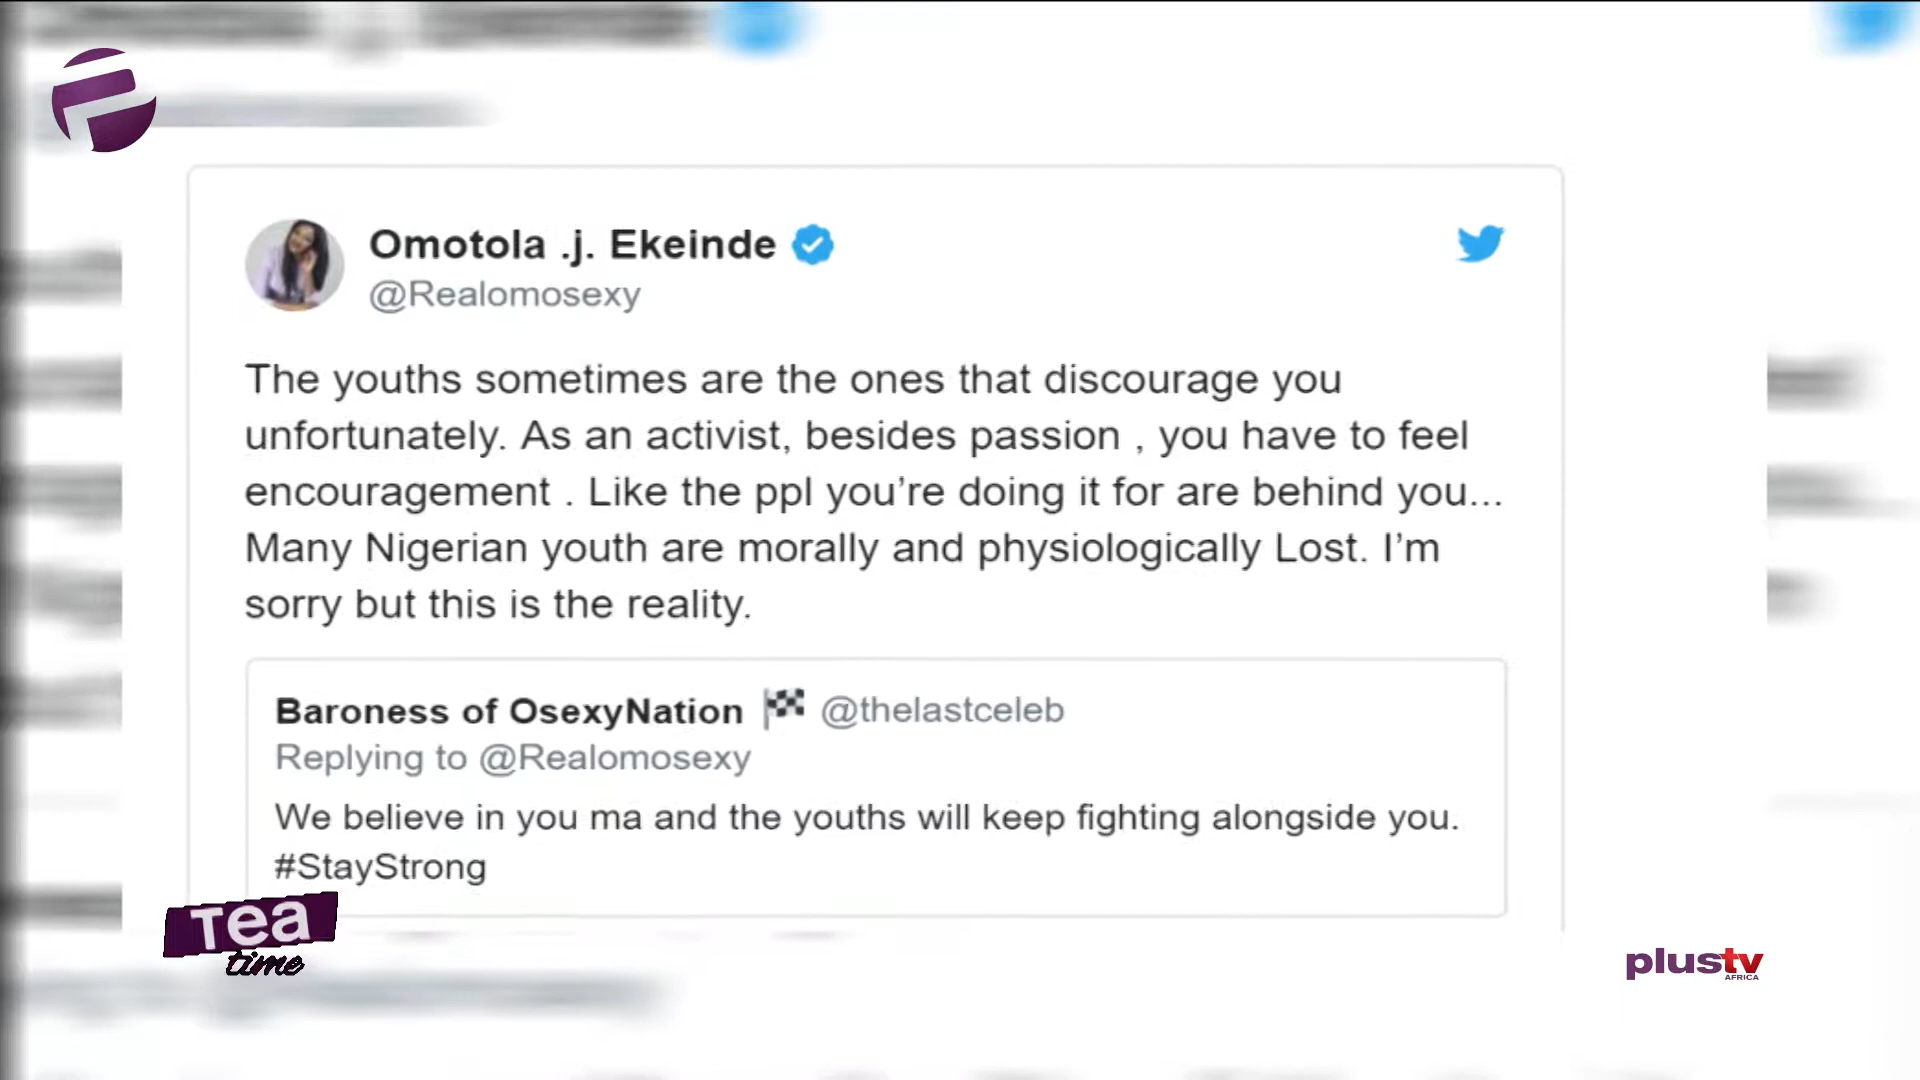 Omotola .j. Ekeinde
@Realomosexy
The youths sometimes are the ones that discourage you
unfortunately. As an activist, besides passion , you have to feel
encouragement . Like the ppl you’re doing it for are behind you...
Many Nigerian youth are morally and physiologically Lost. I’m
sorry but this is the reality.
Baroness of OsexyNation @thelastceleb
Replying to @Realomosexy
We believe in you ma and the youths will keep fighting alongside you.
#StayStrong
Tea
time
plustv
AFRICA